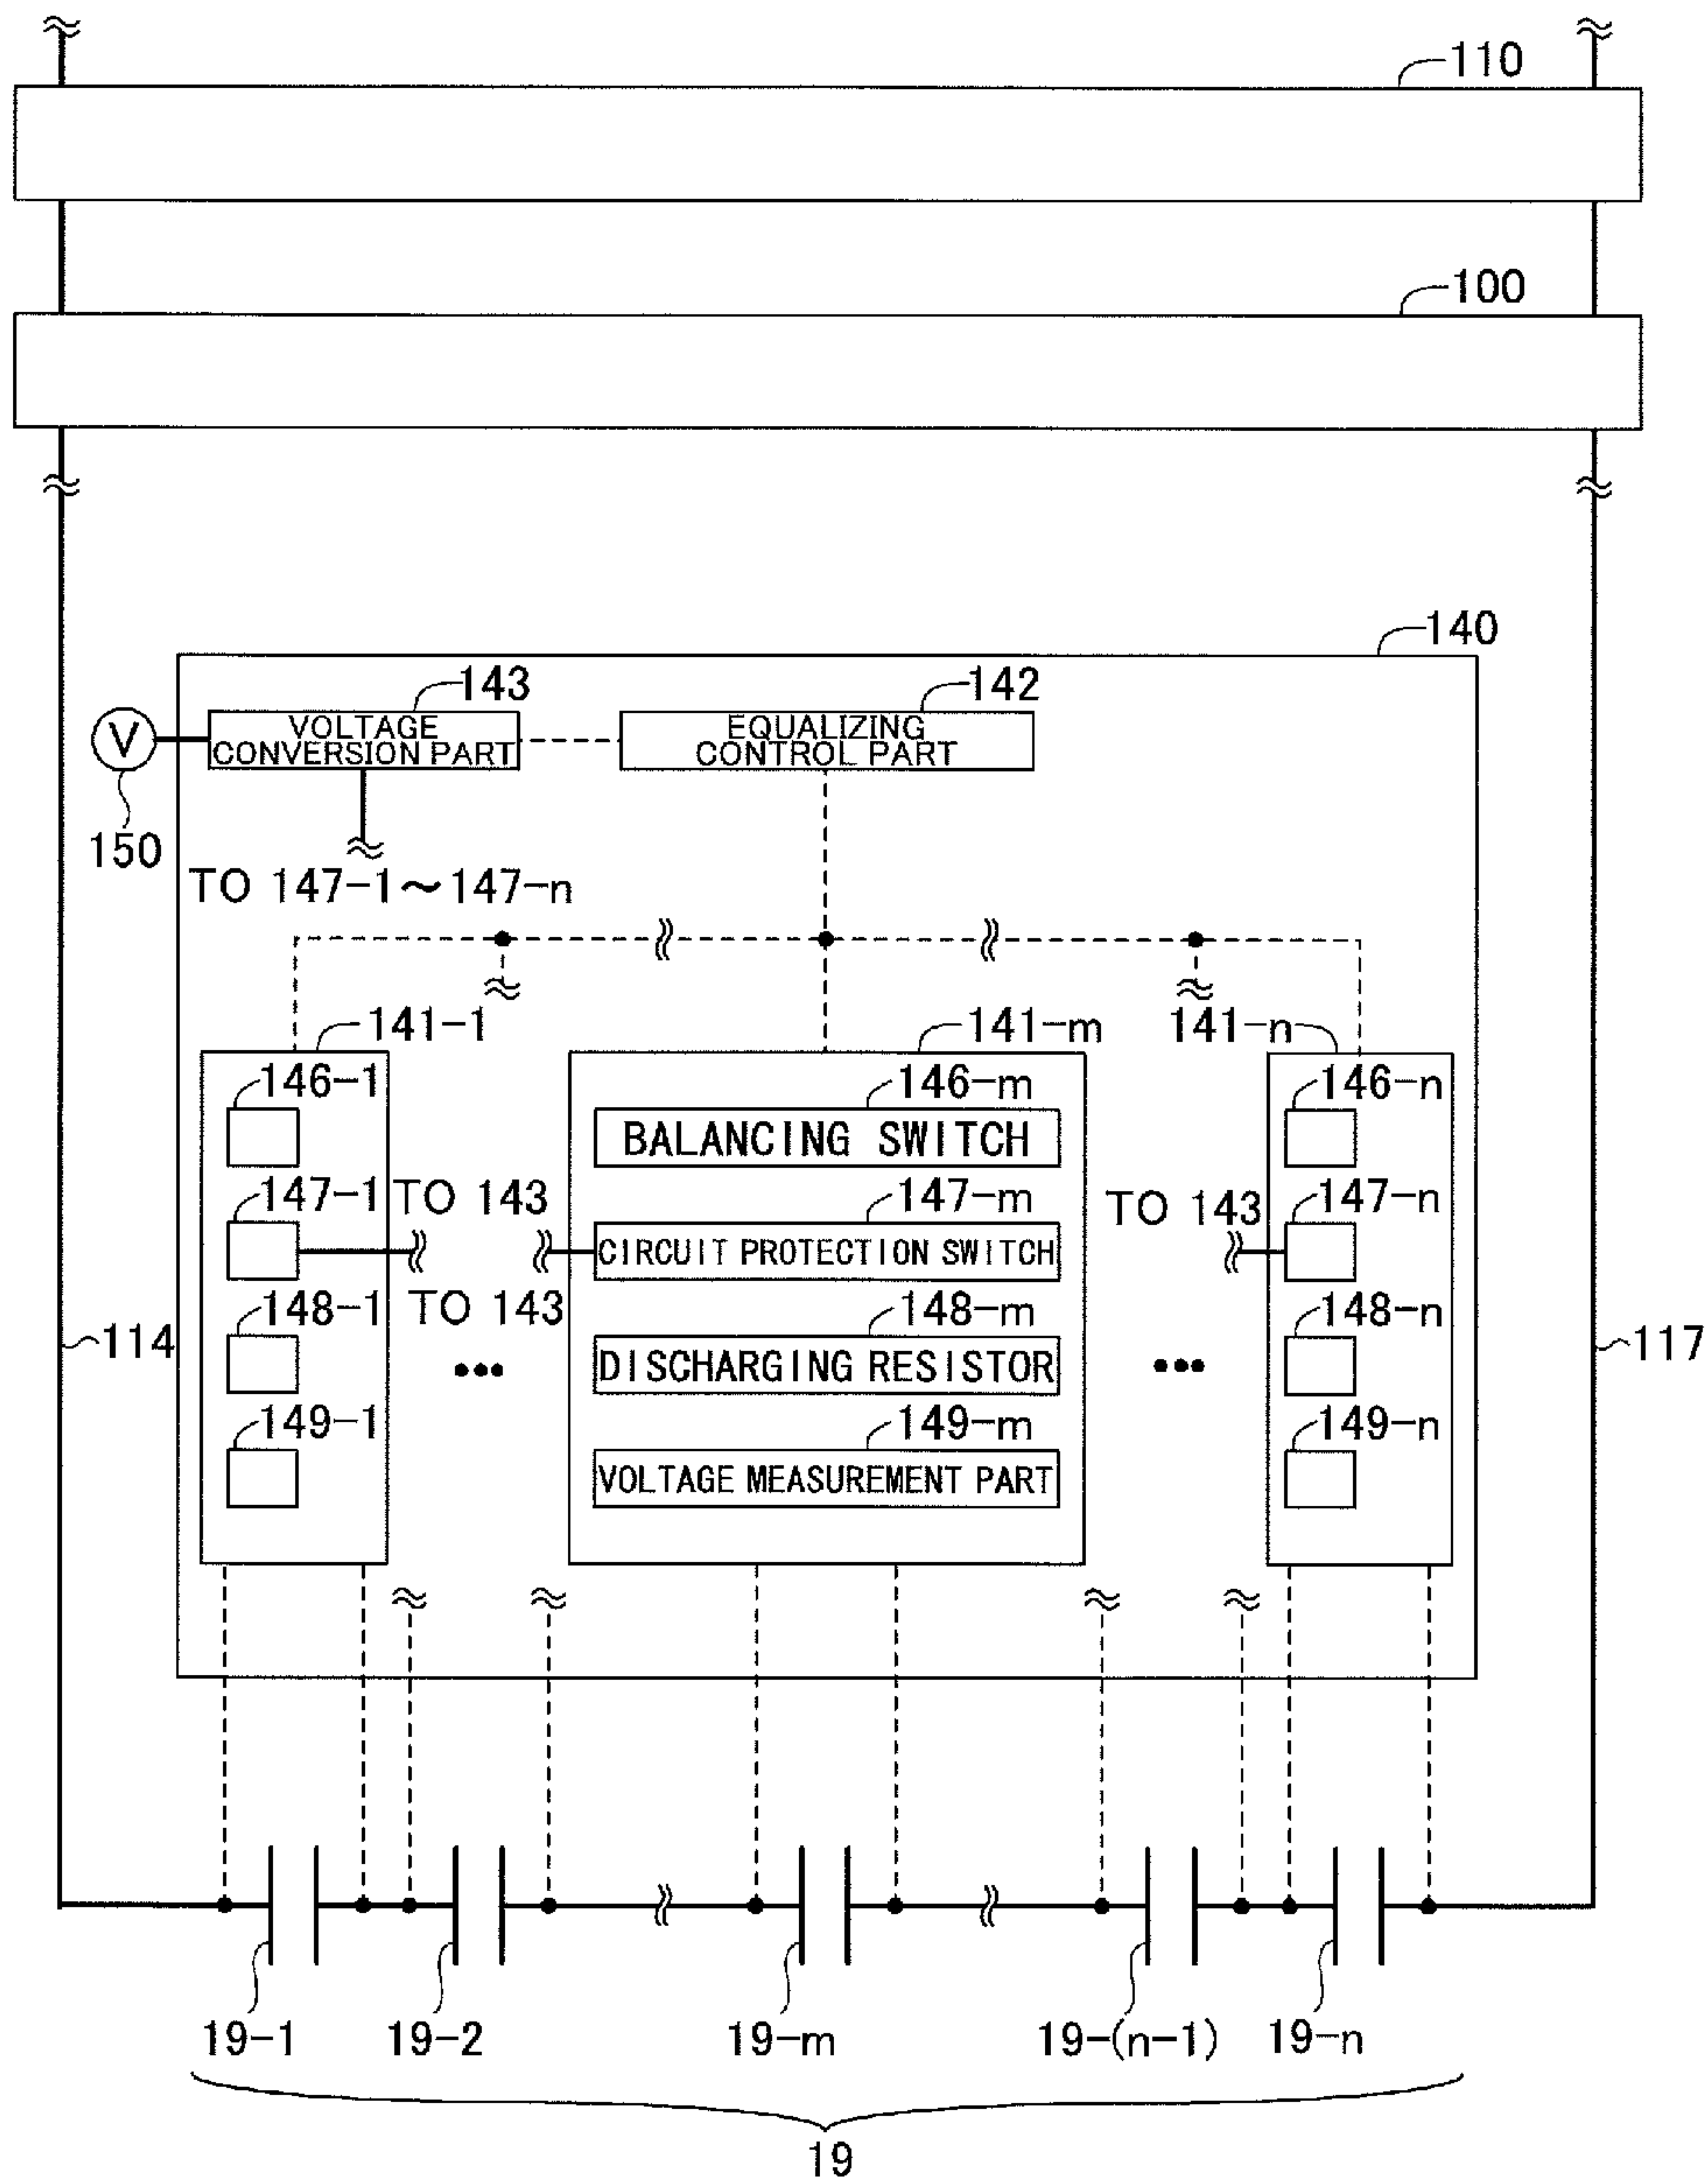 110
100
140
143
142
V
VOLTAGE
CONVERSION PART
EQUALIZING
CONTROL PART
150
TO 147-1～147-n
141-1
141-m
141-n
146-1
146-m
146-n
BALANCING SWITCH
147-1
TO 143
147-m
TO 143
147-n
CIRCUIT PROTECTION SWITCH
148-1
TO 143
148-m
148-n
114
DISCHARGING RESISTOR
117
•••
•••
149-1
149-m
149-n
VOLTAGE MEASUREMENT PART
19-1
19-2
19-m
19-(n-1)
19-n
19